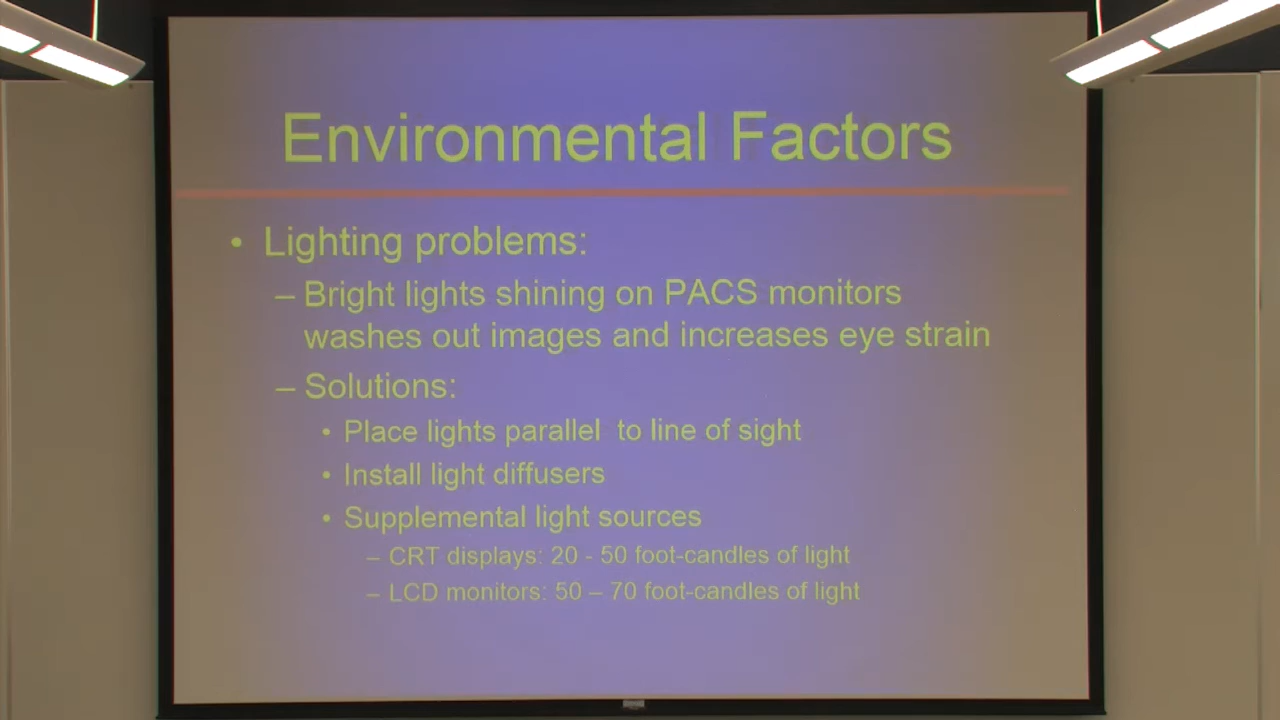 Environmental Factors
• Lighting problems:
– Bright lights shining on PACS monitors
washes out images and increases eye strain
– Solutions:
• Place lights parallel to line of sight
• Install light diffusers
• Supplemental light sources
– CRT displays: 20 - 50 foot-candles of light
– LCD monitors: 50 – 70 foot-candles of light